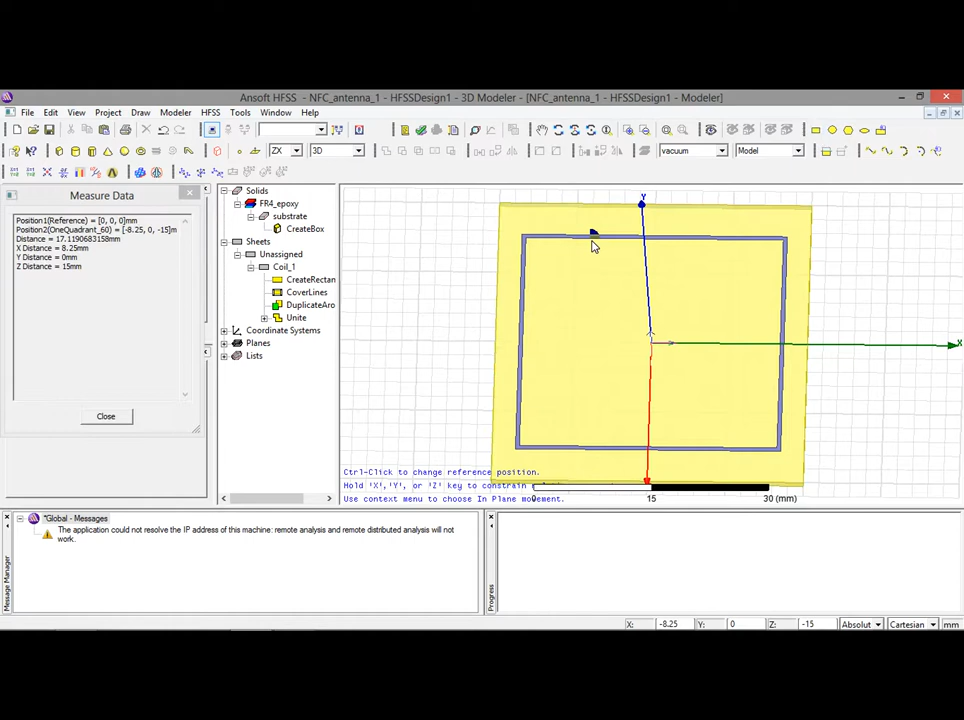 Ansoft HFSS - NFC_antenna_1 - HFSSDesign1 - 3D Modeler - [NFC_antenna_1 - HFSSDesign1 - Modeler]
File Edit View Project Draw Modeler HFSS Tools Window Help
ZX 3D vacuum Model
Measure Data
Position1(Reference) = [0, 0, 0]mm
Position2(OneQuadrant_60) = [-8.25, 0, -15]m
Distance = 17.1190683158mm
X Distance = 8.25mm
Y Distance = 0mm
Z Distance = 15mm
Close
Solids
FR4_epoxy
substrate
CreateBox
Sheets
Unassigned
Coil_1
CreateRectan
CoverLines
DuplicateAro
Unite
Coordinate Systems
Planes
Lists
Y
X
Ctrl-Click to change reference position.
Hold 'X','Y', or 'Z' key to constrain
Use context menu to choose In Plane movement.
0 15 30 (mm)
*Global - Messages
The application could not resolve the IP address of this machine: remote analysis and remote distributed analysis will not
work.
Message Manager
Progress
X: -8.25 Y: 0 Z: -15 Absolut Cartesian mm